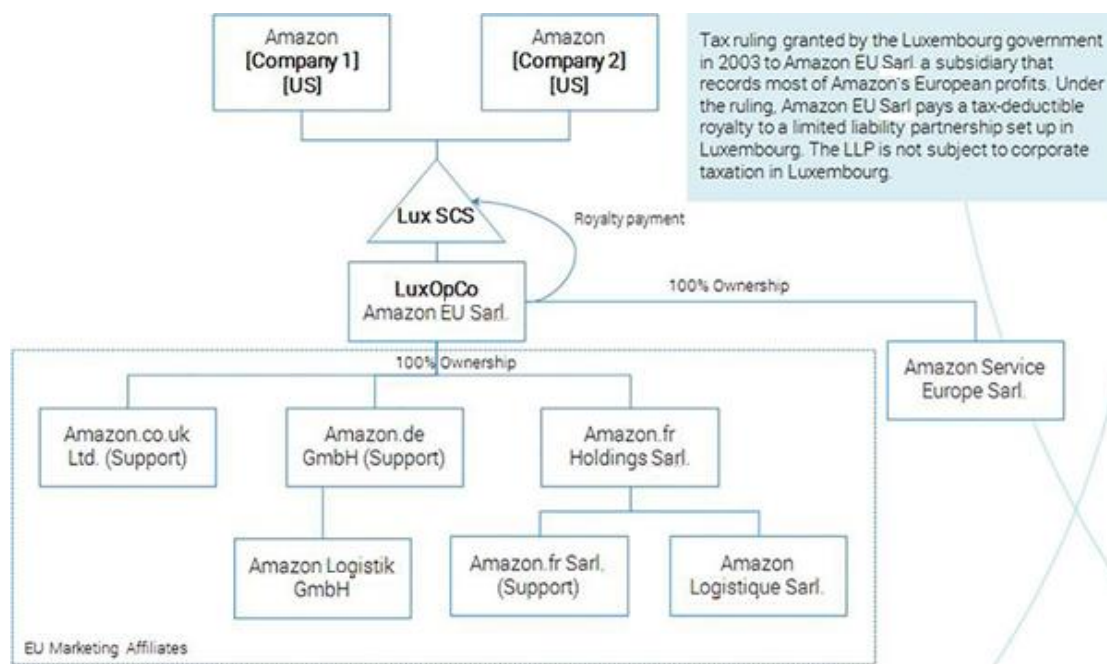 Amazon
[Company 1]
[US]
Amazon
[Company 2]
[US]
Tax ruling granted by the Luxembourg government
in 2003 to Amazon EU Sarl. a subsidiary that
records most of Amazon's European profits. Under
the ruling, Amazon EU Sarl pays a tax-deductible
royalty to a limited liability partnership set up in
Luxembourg. The LLP is not subject to corporate
taxation in Luxembourg.
Lux SCS
Royalty payment
LuxOpCo
Amazon EU Sarl.
100% Ownership
100% Ownership
Amazon Service
Europe Sarl.
Amazon.co.uk
Ltd. (Support)
Amazon.de
GmbH (Support)
Amazon.fr
Holdings Sarl.
Amazon Logistik
GmbH
Amazon.fr Sarl.
(Support)
Amazon
Logistique Sarl.
EU Marketing Affiliates